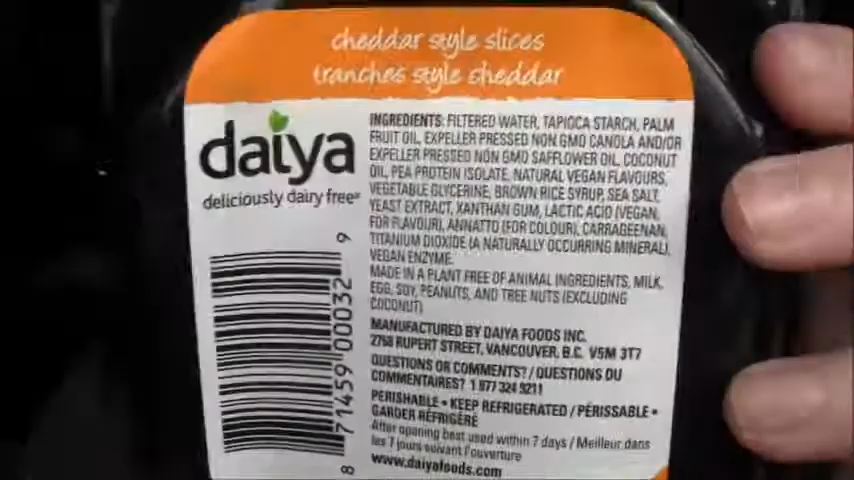 cheddar style slices
tranches style cheddar
daiya
deliciously dairy free®
INGREDIENTS: FILTERED WATER, TAPIOCA STARCH, PALM
FRUIT OIL, EXPELLER PRESSED NON GMO CANOLA AND/OR
EXPELLER PRESSED NON GMO SAFFLOWER OIL, COCONUT
OIL, PEA PROTEIN ISOLATE, NATURAL VEGAN FLAVOURS,
VEGETABLE GLYCERINE, BROWN RICE SYRUP, SEA SALT,
YEAST EXTRACT, XANTHAN GUM, LACTIC ACID (VEGAN,
FOR FLAVOUR), ANNATTO (FOR COLOUR), CARRAGEENAN,
TITANIUM DIOXIDE (A NATURALLY OCCURRING MINERAL),
VEGAN ENZYME.
MADE IN A PLANT FREE OF ANIMAL INGREDIENTS, MILK,
EGG, SOY, PEANUTS, AND TREE NUTS (EXCLUDING
COCONUT)
MANUFACTURED BY DAIYA FOODS INC.
2768 RUPERT STREET, VANCOUVER, B.C. V5M 3T7
QUESTIONS OR COMMENTS? / QUESTIONS OU
COMMENTAIRES? 1 877 324 9211
PERISHABLE • KEEP REFRIGERATED / PÉRISSABLE •
GARDER RÉFRIGÉRÉ
After opening best used within 7 days / Meilleur dans
les 7 jours suivant l'ouverture
www.daiyafoods.com
8 71459 00032 9